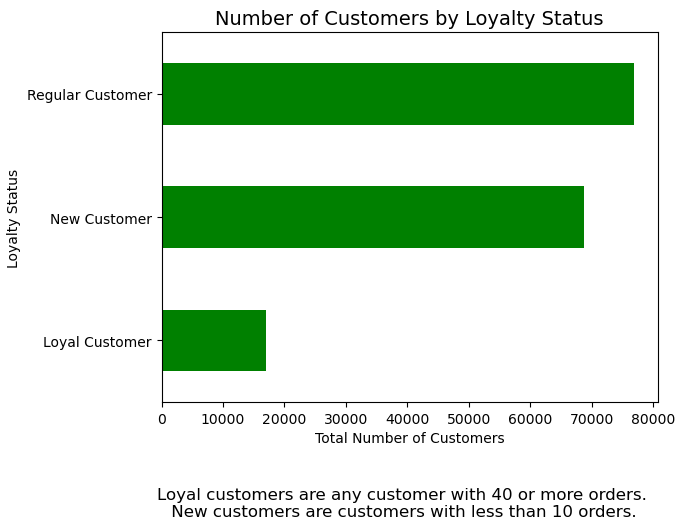 Number of Customers by Loyalty Status
Loyalty Status
Regular Customer
New Customer
Loyal Customer
0 10000 20000 30000 40000 50000 60000 70000 80000
Total Number of Customers
Loyal customers are any customer with 40 or more orders.
New customers are customers with less than 10 orders.